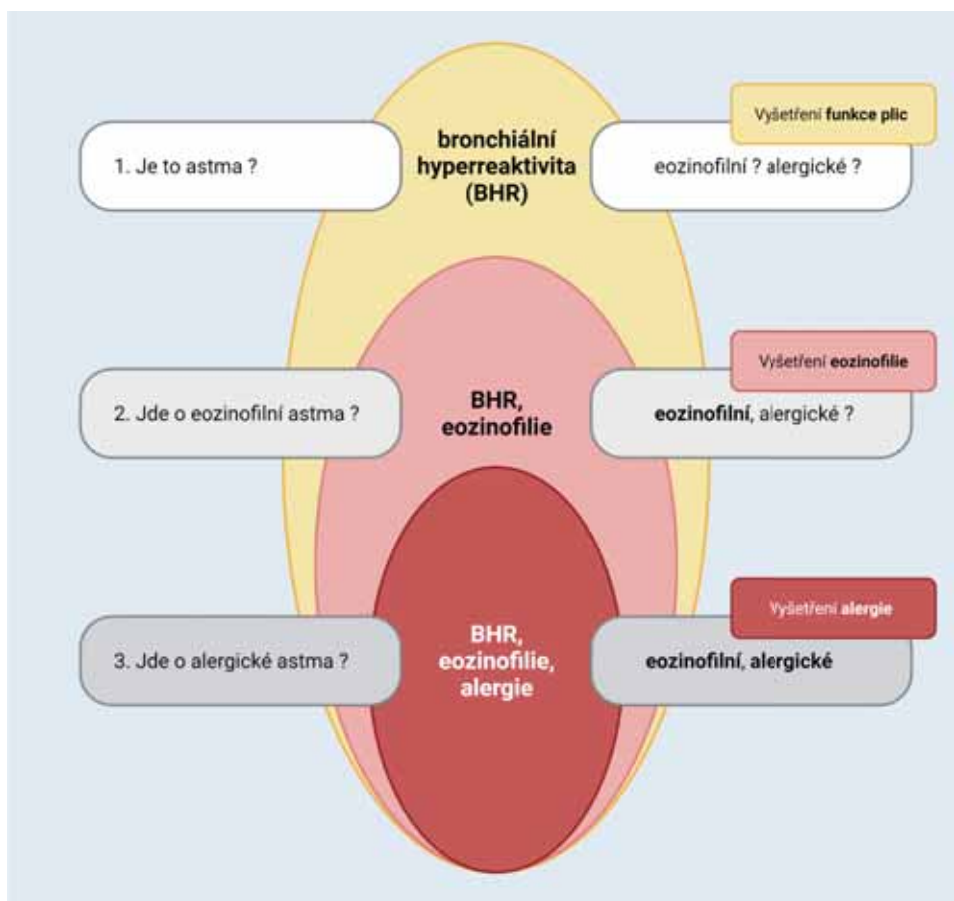 Vyšetření funkce plic
1. Je to astma ?
bronchiální
hyperreaktivita
(BHR)
eozinofilní ? alergické ?
Vyšetření eozinofilie
2. Jde o eozinofilní astma ?
BHR,
eozinofilie
eozinofilní, alergické ?
Vyšetření alergie
3. Jde o alergické astma ?
BHR,
eozinofilie,
alergie
eozinofilní, alergické